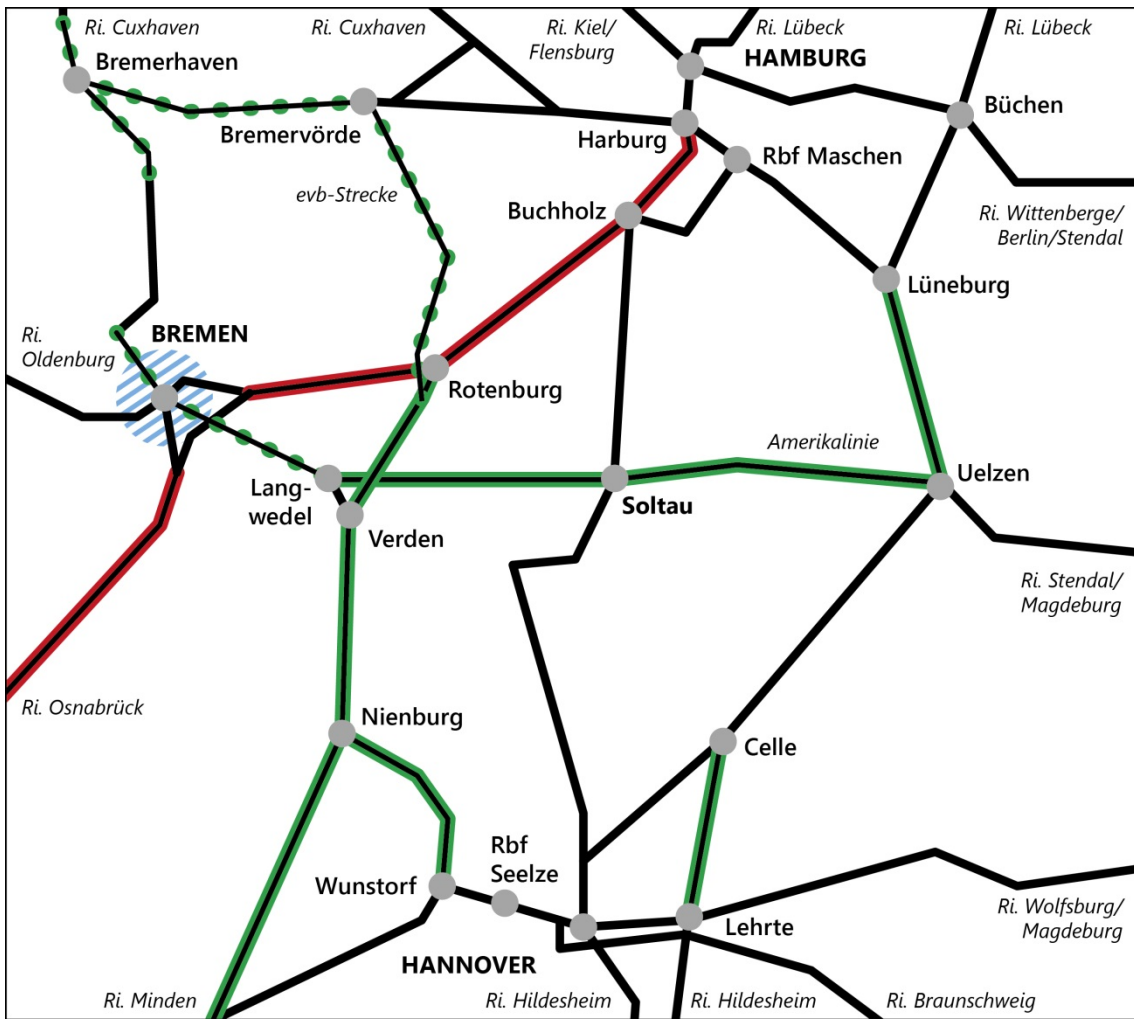 Ri. Cuxhaven
Ri. Cuxhaven
Ri. Kiel/
Flensburg
Ri. Lübeck
Ri. Lübeck
Bremerhaven
HAMBURG
Büchen
Bremervörde
Harburg
Rbf Maschen
evb-Strecke
Buchholz
Ri. Wittenberge/
Berlin/Stendal
Lüneburg
Ri.
Oldenburg
BREMEN
Rotenburg
Amerikalinie
Lang-
wedel
Soltau
Uelzen
Verden
Ri. Stendal/
Magdeburg
Ri. Osnabrück
Nienburg
Celle
Rbf
Seelze
Wunstorf
Lehrte
Ri. Wolfsburg/
Magdeburg
HANNOVER
Ri. Minden
Ri. Hildesheim
Ri. Hildesheim
Ri. Braunschweig